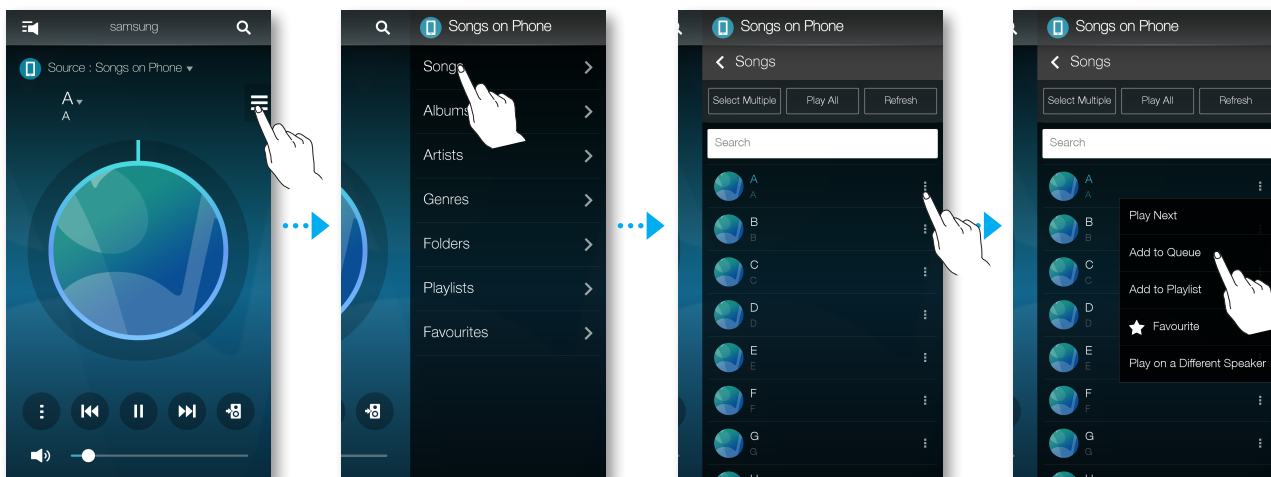 samsung
Source : Songs on Phone
A
A
Songs on Phone
Songs
Albums
Artists
Genres
Folders
Playlists
Favourites
Songs on Phone
Songs
Select Multiple Play All Refresh
Search
A
A
B
B
C
C
D
D
E
E
F
F
G
G
Songs on Phone
Songs
Select Multiple Play All Refresh
Search
A
A
B
B
C
C
D
D
E
E
F
F
G
G
Play Next
Add to Queue
Add to Playlist
Favourite
Play on a Different Speaker